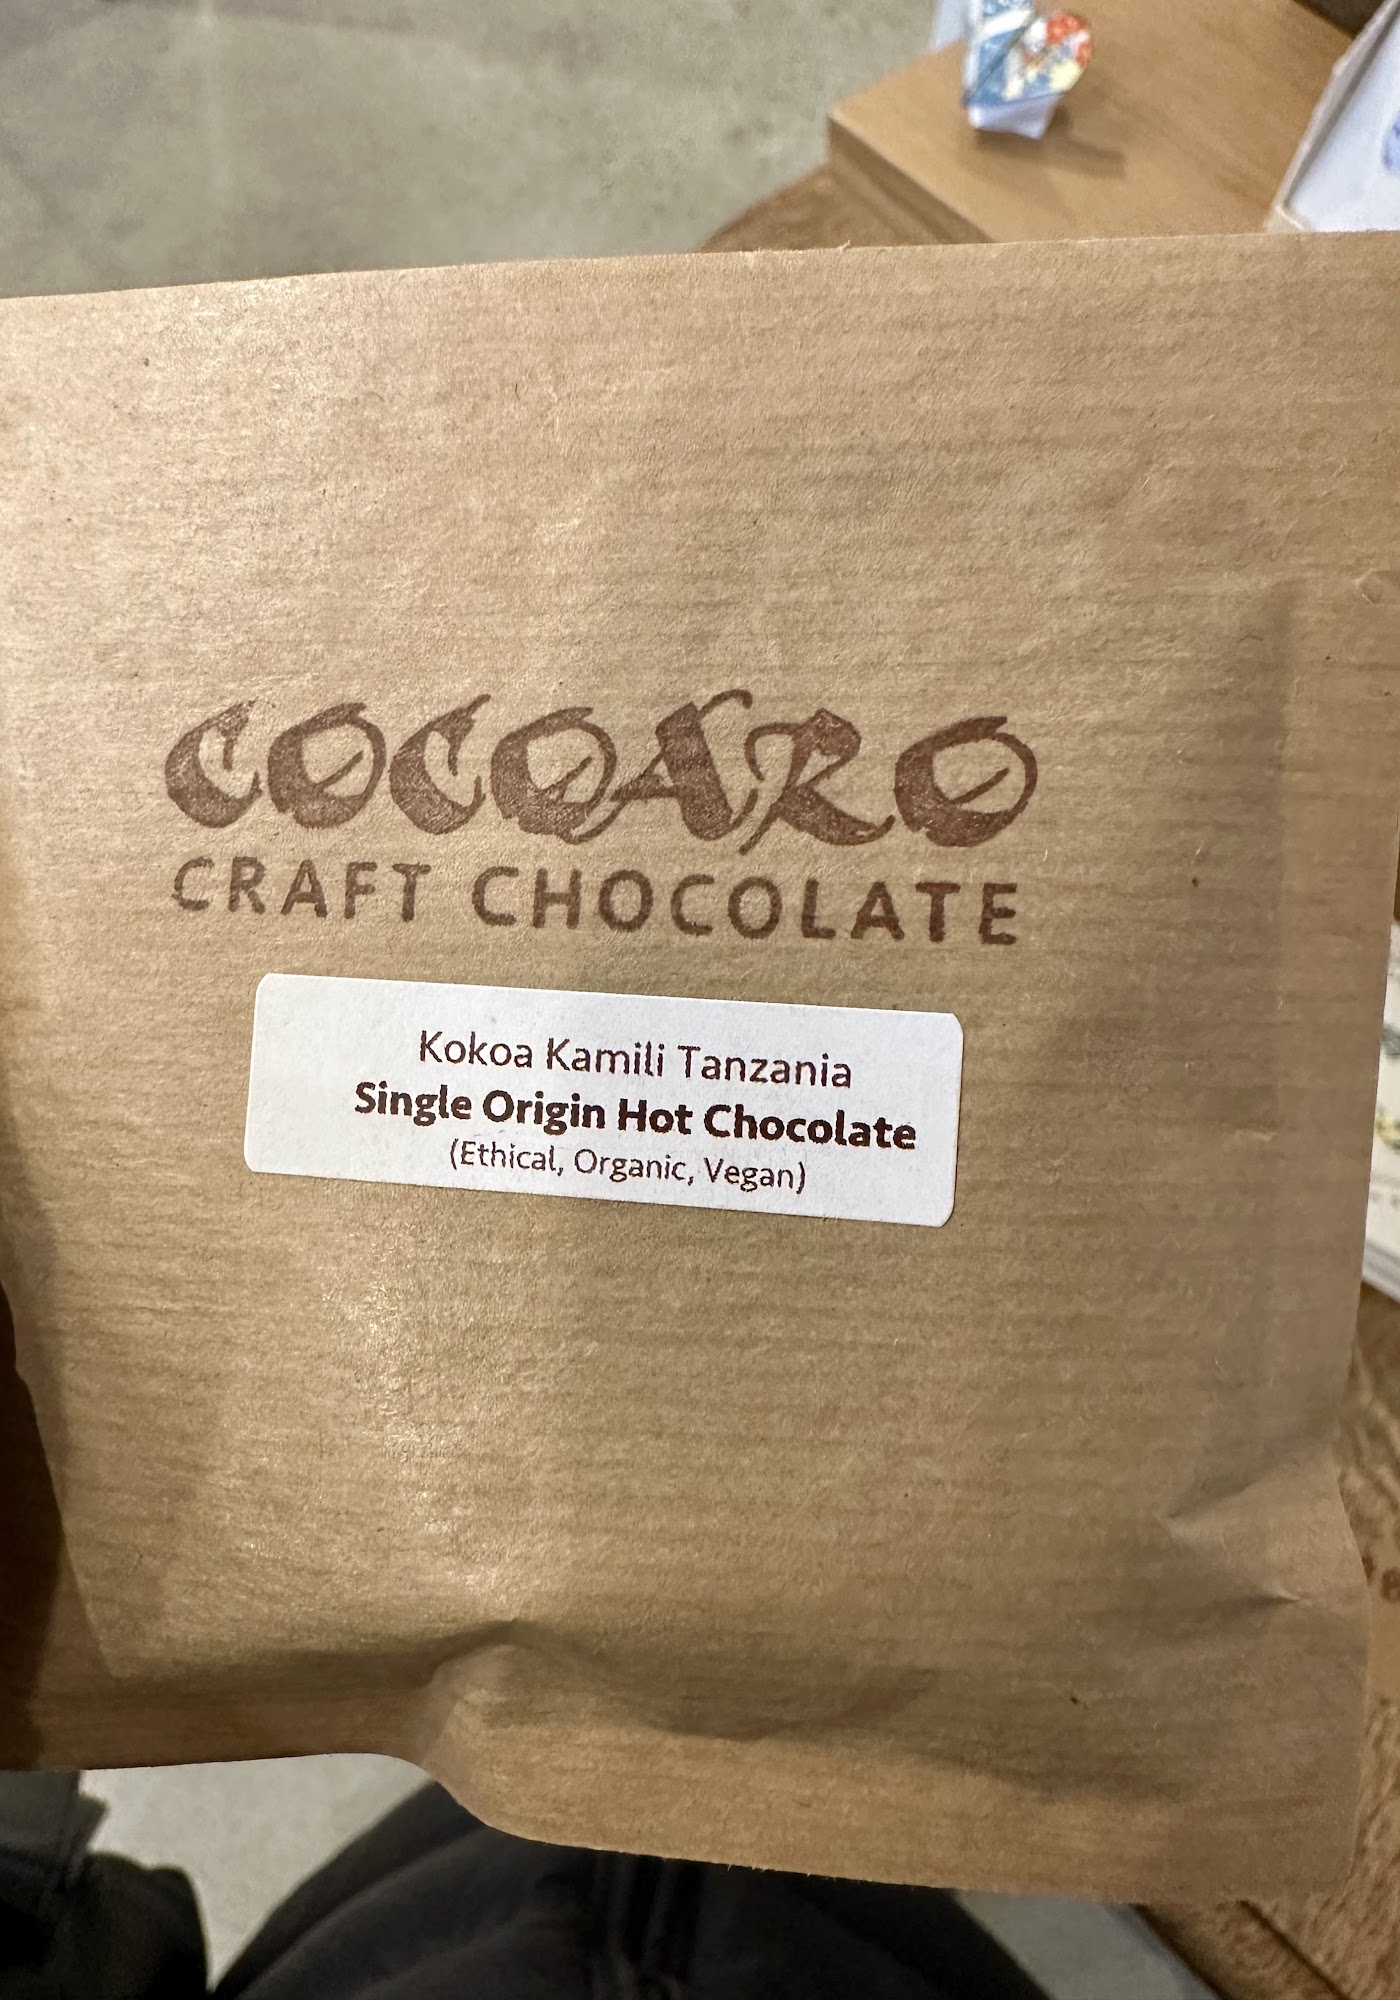 COCOARO
CRAFT CHOCOLATE
Kokoa Kamili Tanzania
Single Origin Hot Chocolate
(Ethical, Organic, Vegan)